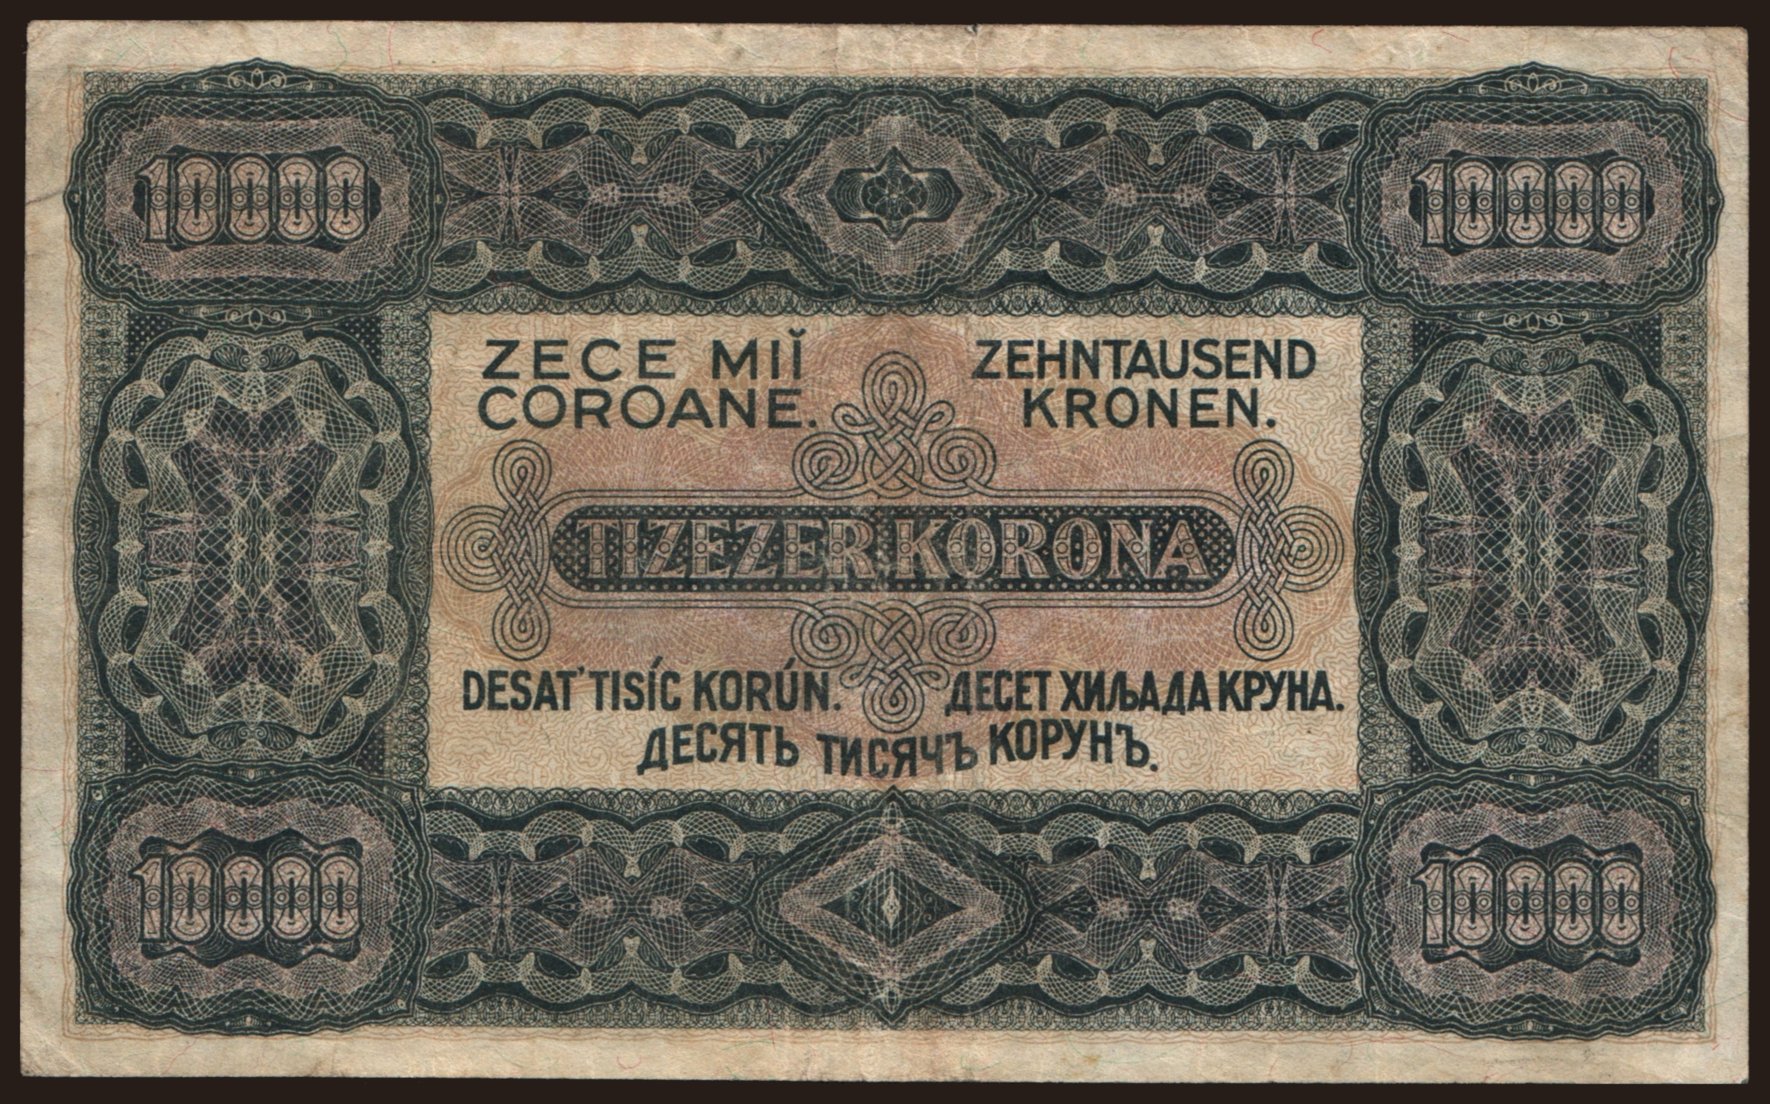 10000
10000
ZECE MIĬ
COROANE.
ZEHNTAUSEND
KRONEN.
TIZEZER KORONA
DESAT' TISÍC KORÚN.
ДЕСЕТ ХИЉАДА КРУНА.
ДЕСЯТЬ ТИСЯЧЪ КОРУНЪ.
10000
10000